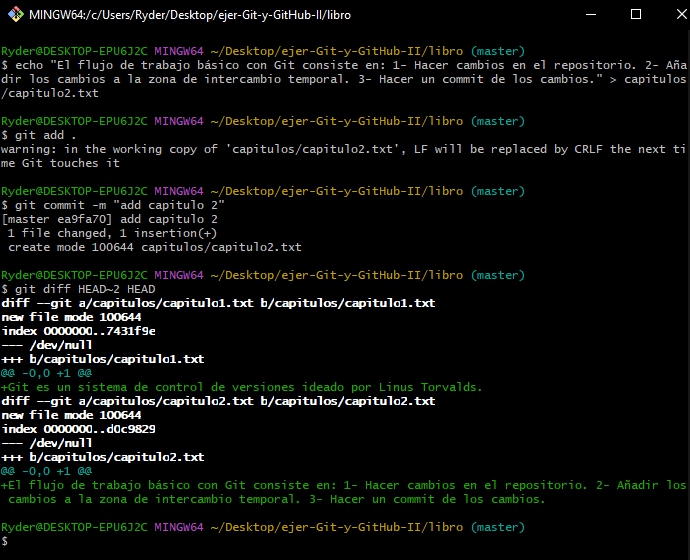 MINGW64:/c/Users/Ryder/Desktop/ejer-Git-y-GitHub-II/libro
Ryder@DESKTOP-EPU6J2C MINGW64 ~/Desktop/ejer-Git-y-GitHub-II/libro (master)
$ echo "El flujo de trabajo básico con Git consiste en: 1- Hacer cambios en el repositorio. 2- Aña
dir los cambios a la zona de intercambio temporal. 3- Hacer un commit de los cambios." > capitulos
/capitulo2.txt
Ryder@DESKTOP-EPU6J2C MINGW64 ~/Desktop/ejer-Git-y-GitHub-II/libro (master)
$ git add .
warning: in the working copy of 'capitulos/capitulo2.txt', LF will be replaced by CRLF the next ti
me Git touches it
Ryder@DESKTOP-EPU6J2C MINGW64 ~/Desktop/ejer-Git-y-GitHub-II/libro (master)
$ git commit -m "add capitulo 2"
[master ea9fa70] add capitulo 2
 1 file changed, 1 insertion(+)
 create mode 100644 capitulos/capitulo2.txt
Ryder@DESKTOP-EPU6J2C MINGW64 ~/Desktop/ejer-Git-y-GitHub-II/libro (master)
$ git diff HEAD~2 HEAD
diff --git a/capitulos/capitulo1.txt b/capitulos/capitulo1.txt
new file mode 100644
index 0000000..7431f9e
--- /dev/null
+++ b/capitulos/capitulo1.txt
@@ -0,0 +1 @@
+Git es un sistema de control de versiones ideado por Linus Torvalds.
diff --git a/capitulos/capitulo2.txt b/capitulos/capitulo2.txt
new file mode 100644
index 0000000..d0c9829
--- /dev/null
+++ b/capitulos/capitulo2.txt
@@ -0,0 +1 @@
+El flujo de trabajo básico con Git consiste en: 1- Hacer cambios en el repositorio. 2- Añadir los
 cambios a la zona de intercambio temporal. 3- Hacer un commit de los cambios.
Ryder@DESKTOP-EPU6J2C MINGW64 ~/Desktop/ejer-Git-y-GitHub-II/libro (master)
$